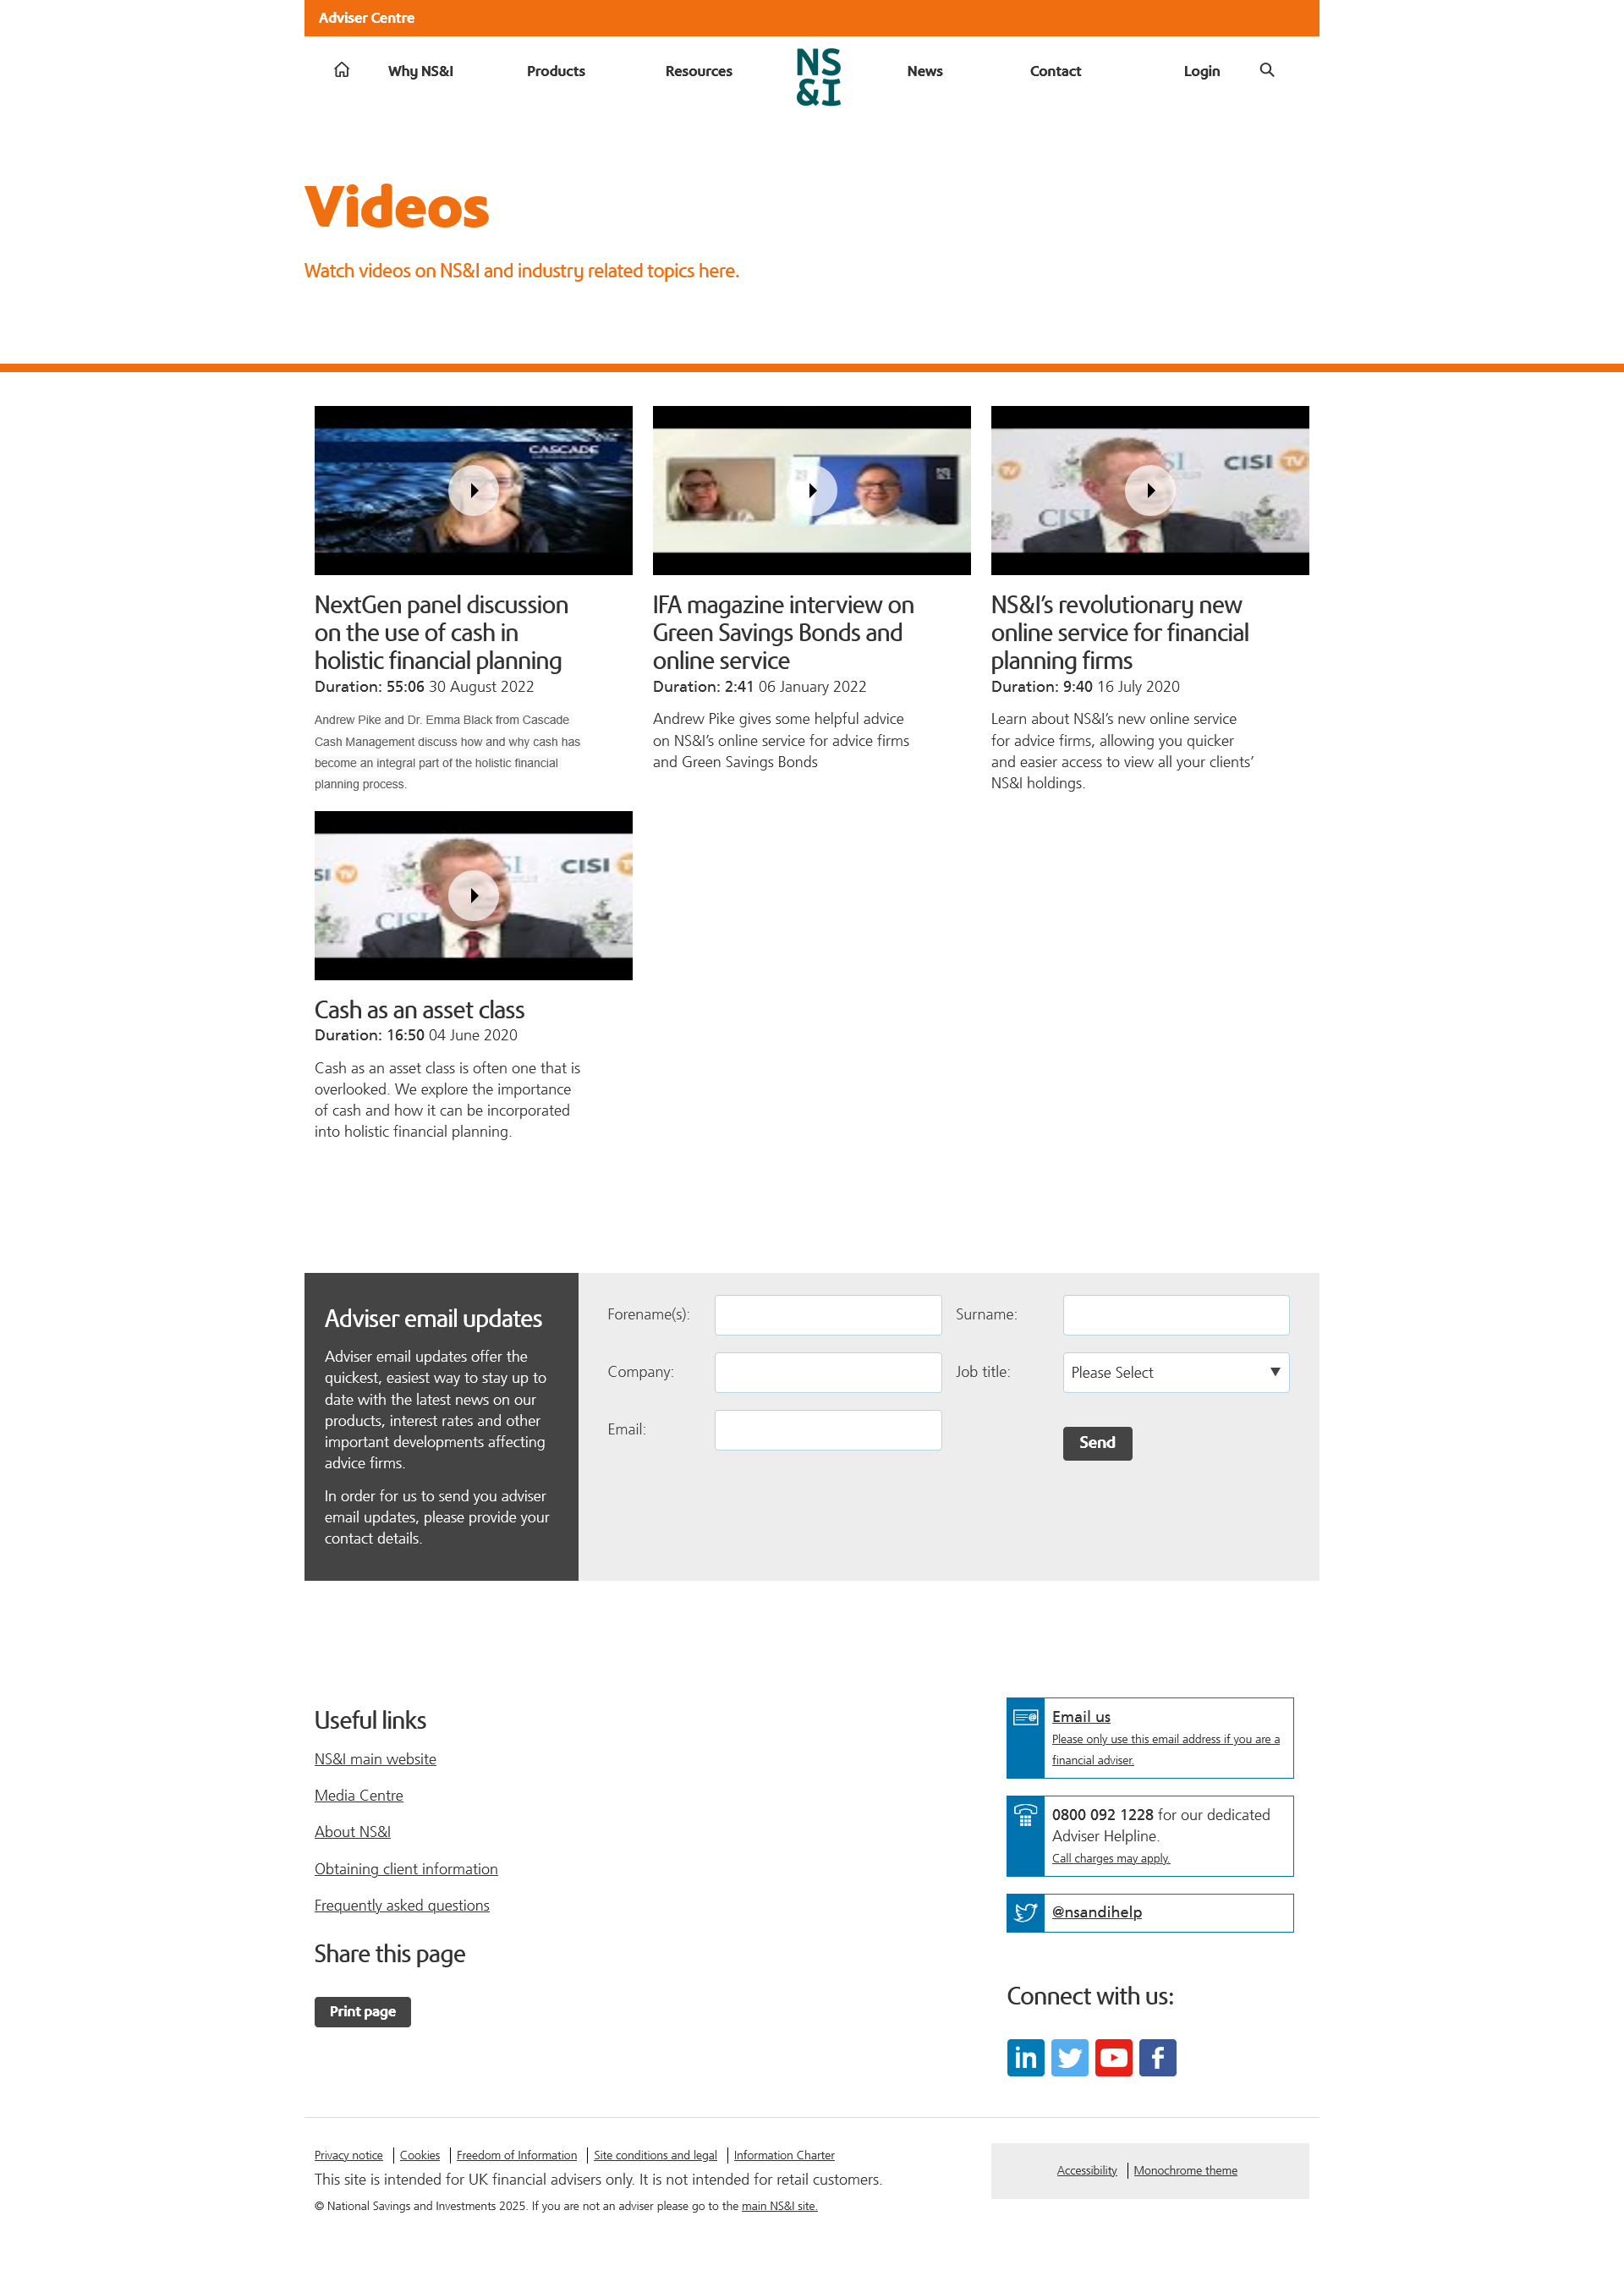 Adviser Centre
Why NS&I
Products
Resources
NS
&I
News
Contact
Login
Videos
Watch videos on NS&I and industry related topics here.
CASCADE
SI
CISI TV
TV
CISI
NextGen panel discussion
on the use of cash in
holistic financial planning
Duration: 55:06 30 August 2022
Andrew Pike and Dr. Emma Black from Cascade
Cash Management discuss how and why cash has
become an integral part of the holistic financial
planning process.
IFA magazine interview on
Green Savings Bonds and
online service
Duration: 2:41 06 January 2022
Andrew Pike gives some helpful advice
on NS&I’s online service for advice firms
and Green Savings Bonds
NS&I’s revolutionary new
online service for financial
planning firms
Duration: 9:40 16 July 2020
Learn about NS&I’s new online service
for advice firms, allowing you quicker
and easier access to view all your clients’
NS&I holdings.
SI TV
SI
CISI TV
CISI
Cash as an asset class
Duration: 16:50 04 June 2020
Cash as an asset class is often one that is
overlooked. We explore the importance
of cash and how it can be incorporated
into holistic financial planning.
Adviser email updates
Adviser email updates offer the
quickest, easiest way to stay up to
date with the latest news on our
products, interest rates and other
important developments affecting
advice firms.
In order for us to send you adviser
email updates, please provide your
contact details.
Forename(s):
Surname:
Company:
Job title:
Please Select
Email:
Send
Useful links
NS&I main website
Media Centre
About NS&I
Obtaining client information
Frequently asked questions
Share this page
Print page
Email us
Please only use this email address if you are a
financial adviser.
0800 092 1228 for our dedicated
Adviser Helpline.
Call charges may apply.
@nsandihelp
Connect with us:
Privacy notice | Cookies | Freedom of Information | Site conditions and legal | Information Charter
This site is intended for UK financial advisers only. It is not intended for retail customers.
© National Savings and Investments 2025. If you are not an adviser please go to the main NS&I site.
Accessibility | Monochrome theme